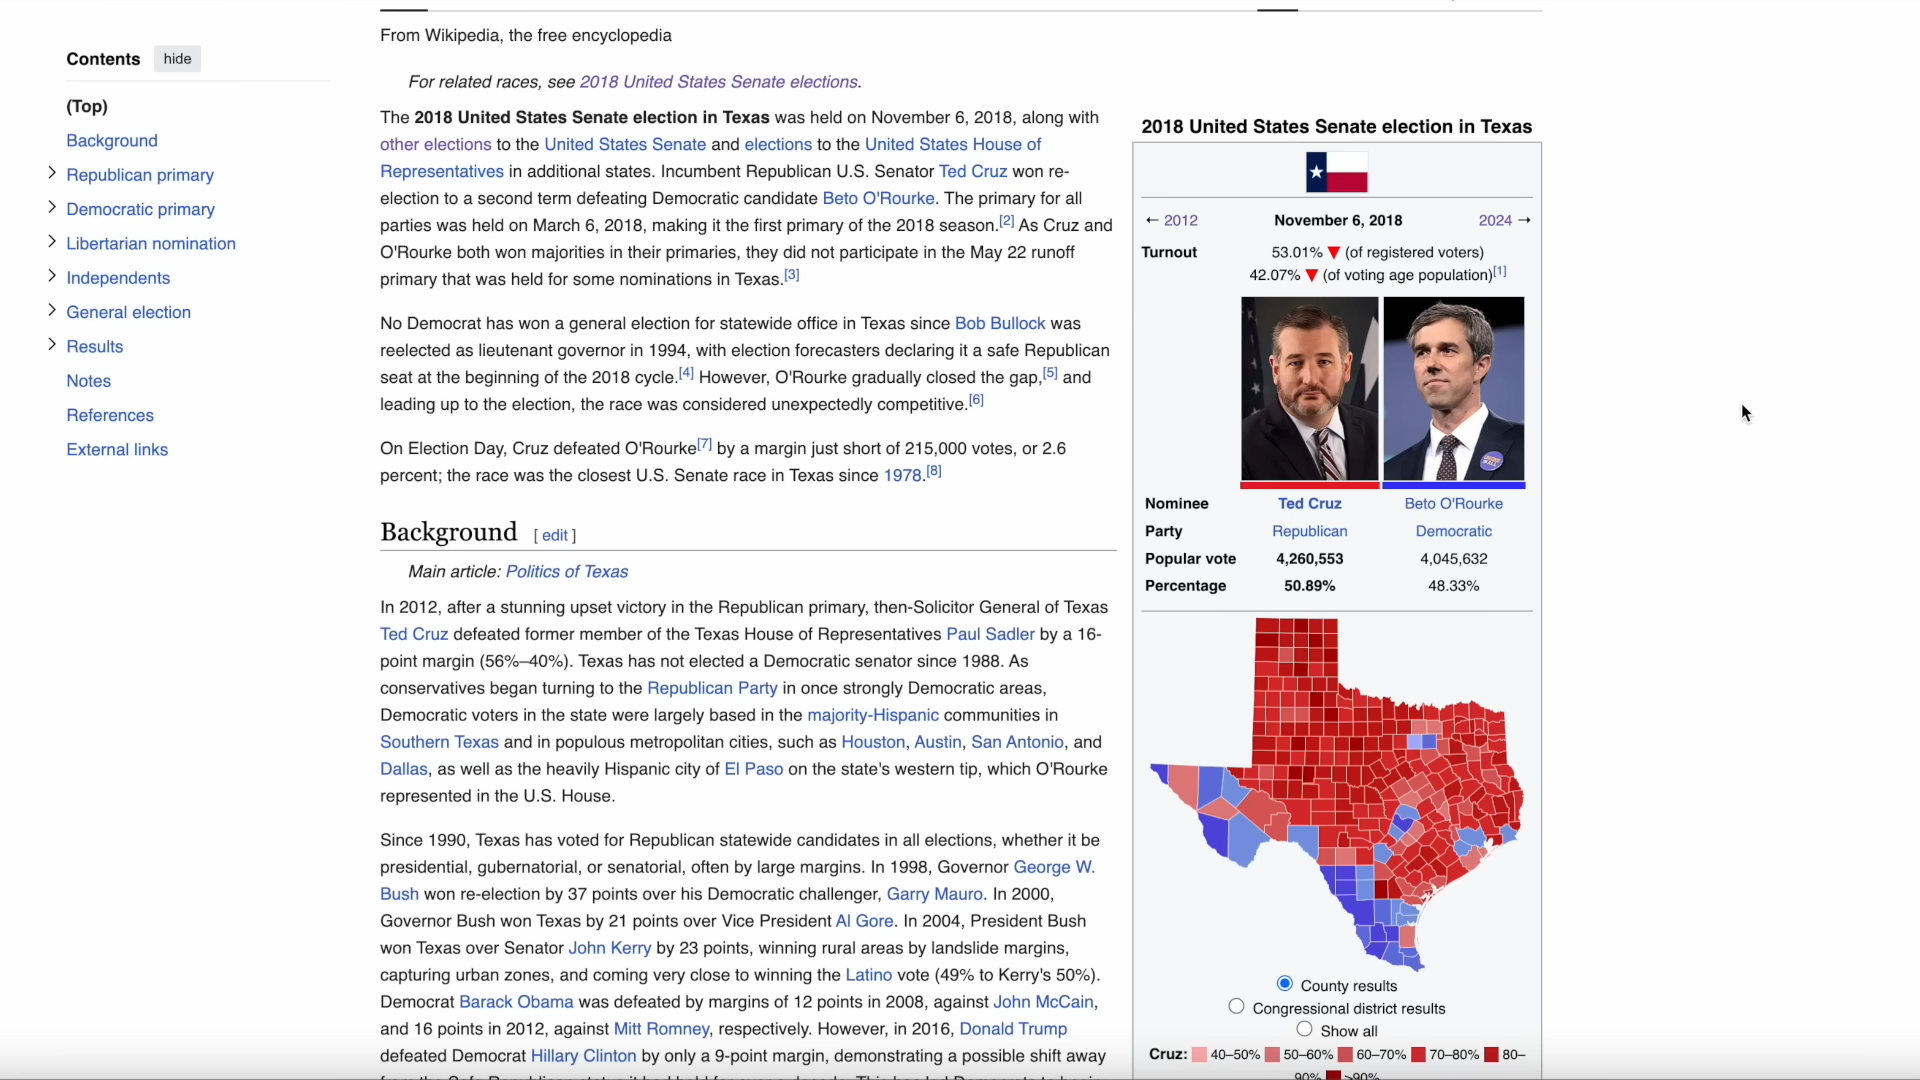 From Wikipedia, the free encyclopedia
Contents hide
(Top)
Background
Republican primary
Democratic primary
Libertarian nomination
Independents
General election
Results
Notes
References
External links
For related races, see 2018 United States Senate elections.
The 2018 United States Senate election in Texas was held on November 6, 2018, along with
other elections to the United States Senate and elections to the United States House of
Representatives in additional states. Incumbent Republican U.S. Senator Ted Cruz won re-
election to a second term defeating Democratic candidate Beto O'Rourke. The primary for all
parties was held on March 6, 2018, making it the first primary of the 2018 season.[2] As Cruz and
O'Rourke both won majorities in their primaries, they did not participate in the May 22 runoff
primary that was held for some nominations in Texas.[3]
No Democrat has won a general election for statewide office in Texas since Bob Bullock was
reelected as lieutenant governor in 1994, with election forecasters declaring it a safe Republican
seat at the beginning of the 2018 cycle.[4] However, O'Rourke gradually closed the gap,[5] and
leading up to the election, the race was considered unexpectedly competitive.[6]
On Election Day, Cruz defeated O'Rourke[7] by a margin just short of 215,000 votes, or 2.6
percent; the race was the closest U.S. Senate race in Texas since 1978.[8]
Background [ edit ]
Main article: Politics of Texas
In 2012, after a stunning upset victory in the Republican primary, then-Solicitor General of Texas
Ted Cruz defeated former member of the Texas House of Representatives Paul Sadler by a 16-
point margin (56%–40%). Texas has not elected a Democratic senator since 1988. As
conservatives began turning to the Republican Party in once strongly Democratic areas,
Democratic voters in the state were largely based in the majority-Hispanic communities in
Southern Texas and in populous metropolitan cities, such as Houston, Austin, San Antonio, and
Dallas, as well as the heavily Hispanic city of El Paso on the state's western tip, which O'Rourke
represented in the U.S. House.
Since 1990, Texas has voted for Republican statewide candidates in all elections, whether it be
presidential, gubernatorial, or senatorial, often by large margins. In 1998, Governor George W.
Bush won re-election by 37 points over his Democratic challenger, Garry Mauro. In 2000,
Governor Bush won Texas by 21 points over Vice President Al Gore. In 2004, President Bush
won Texas over Senator John Kerry by 23 points, winning rural areas by landslide margins,
capturing urban zones, and coming very close to winning the Latino vote (49% to Kerry's 50%).
Democrat Barack Obama was defeated by margins of 12 points in 2008, against John McCain,
and 16 points in 2012, against Mitt Romney, respectively. However, in 2016, Donald Trump
defeated Democrat Hillary Clinton by only a 9-point margin, demonstrating a possible shift away
2018 United States Senate election in Texas
← 2012 November 6, 2018 2024 →
Turnout 53.01% ▼ (of registered voters)
42.07% ▼ (of voting age population)[1]
Nominee Ted Cruz Beto O'Rourke
Party Republican Democratic
Popular vote 4,260,553 4,045,632
Percentage 50.89% 48.33%
County results
Congressional district results
Show all
Cruz: 40–50% 50–60% 60–70% 70–80% 80–
90% >90%